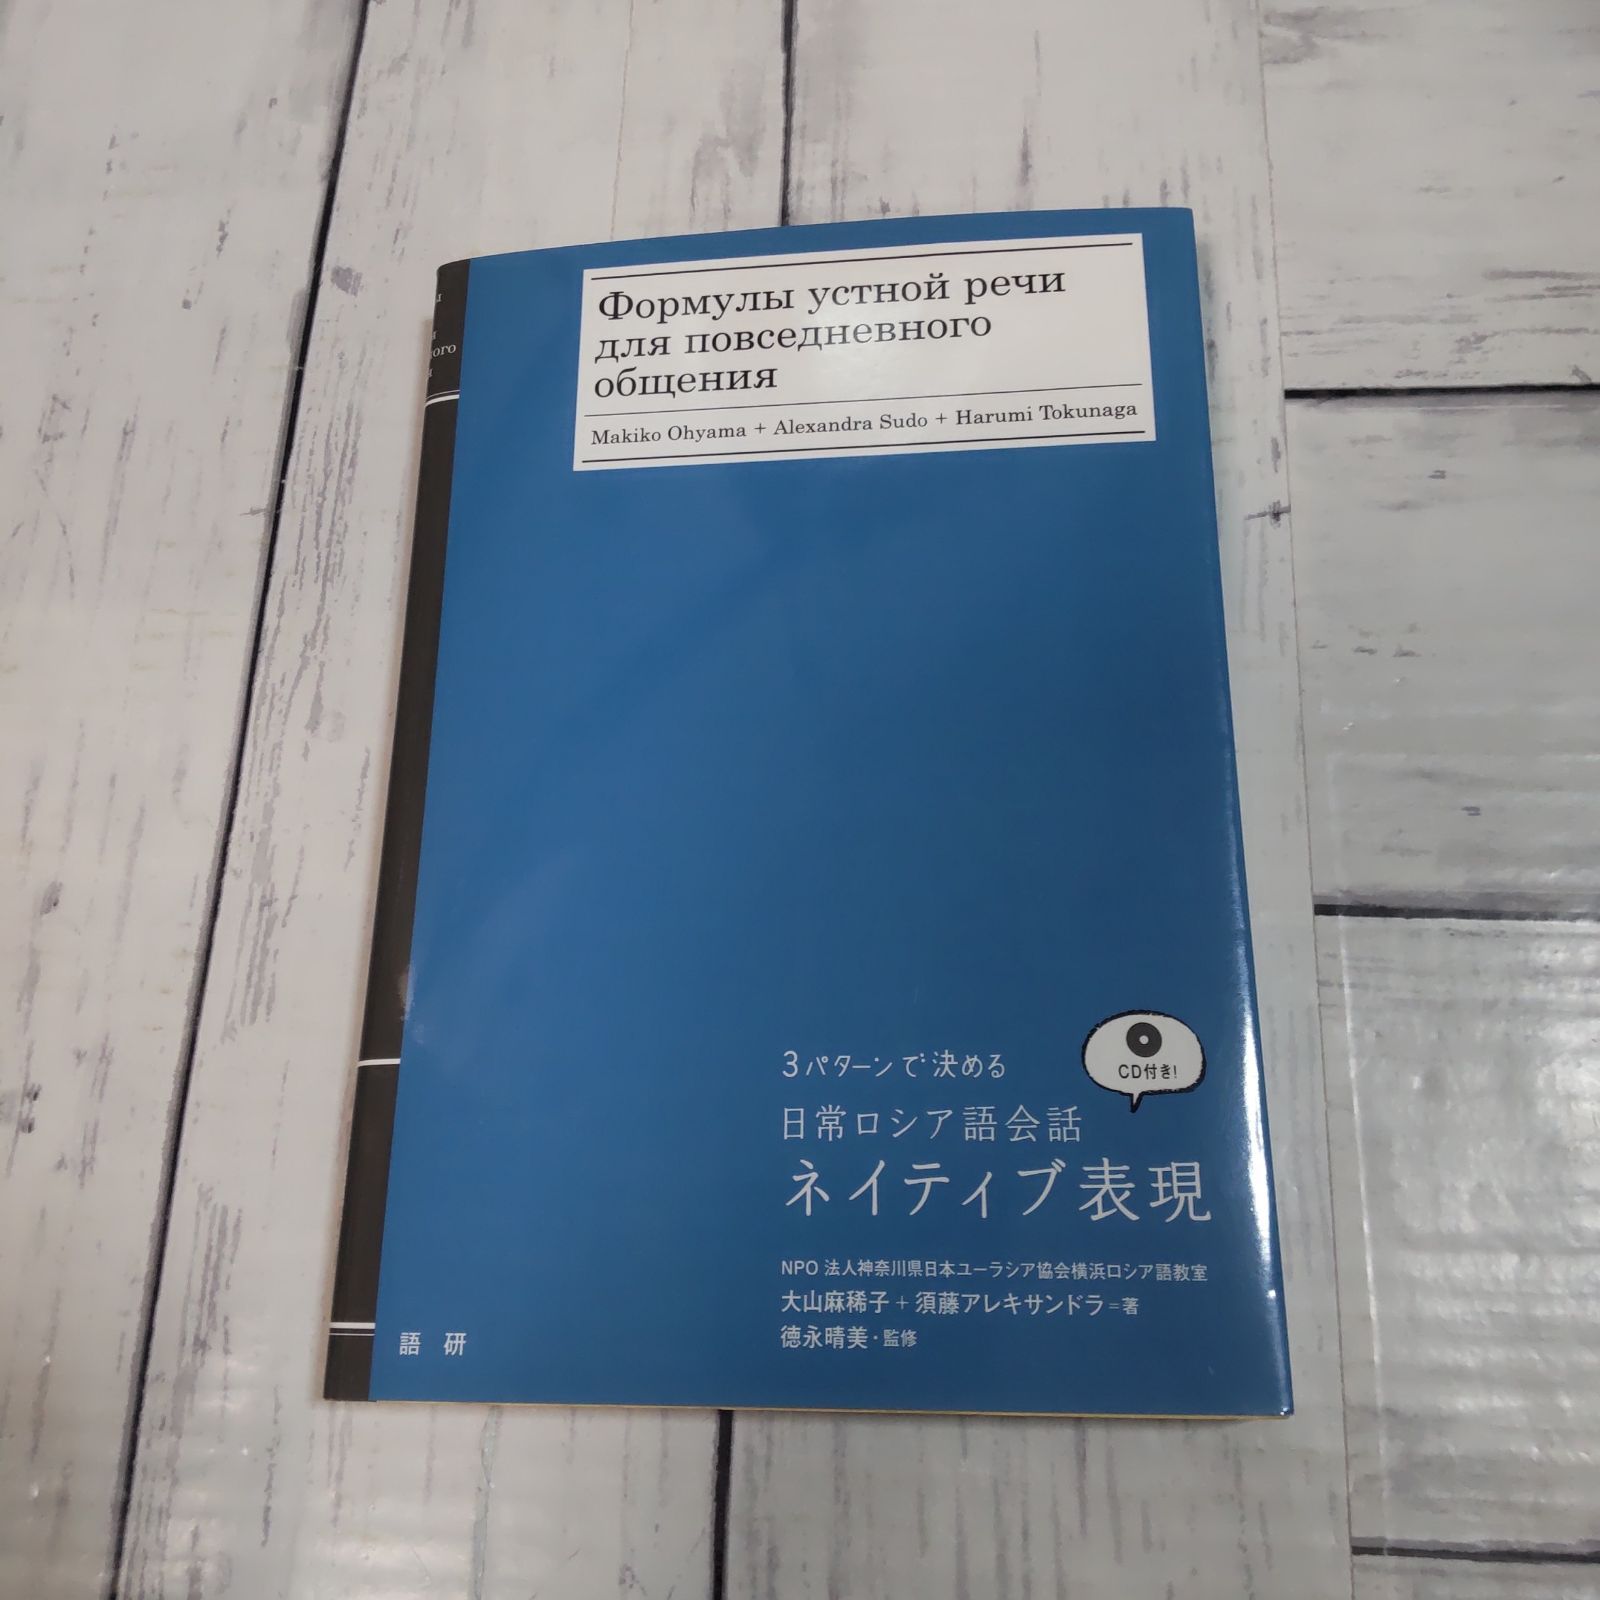 Формулы устной речи
для повседневного
общения
Makiko Ohyama + Alexandra Sudo + Harumi Tokunaga
CD付き!
3パターンで決める
日常ロシア語会話
ネイティブ表現
NPO 法人神奈川県日本ユーラシア協会横浜ロシア語教室
大山麻稀子 + 須藤アレキサンドラ=著
徳永晴美・監修
語 研